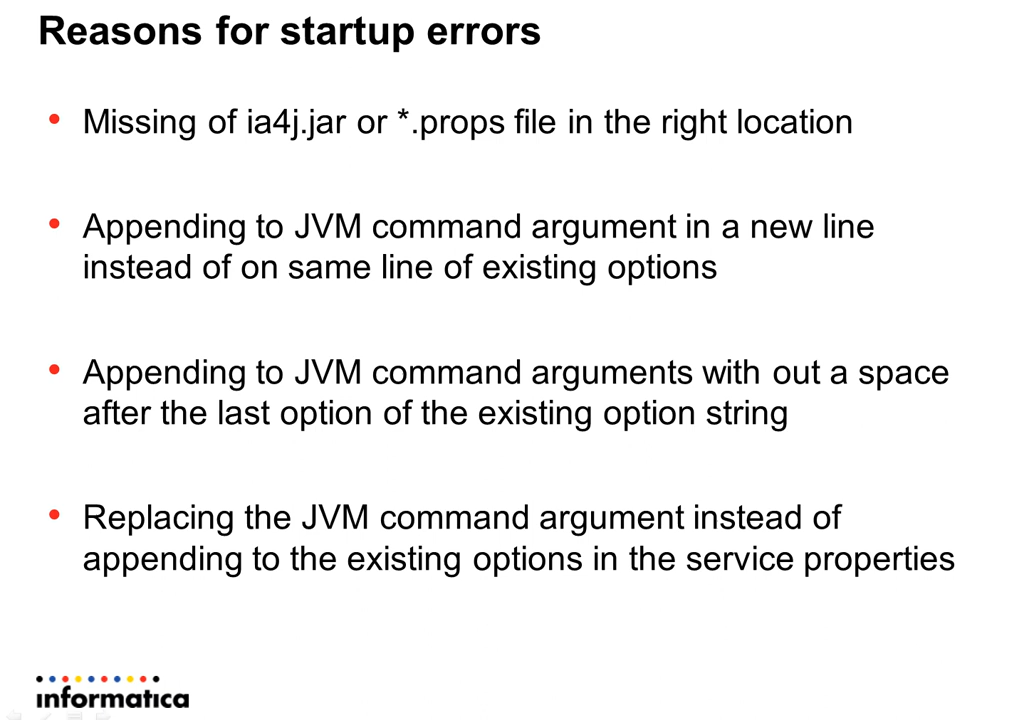 Reasons for startup errors
• Missing of ia4j.jar or *.props file in the right location
• Appending to JVM command argument in a new line
instead of on same line of existing options
• Appending to JVM command arguments with out a space
after the last option of the existing option string
• Replacing the JVM command argument instead of
appending to the existing options in the service properties
informatica